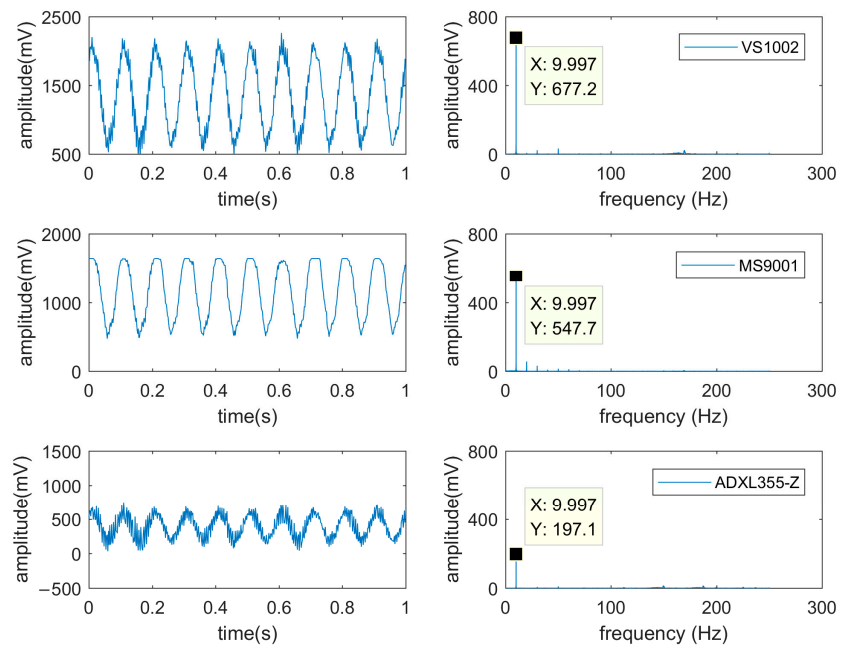 2500
1500
500
amplitude(mV)
0 0.2 0.4 0.6 0.8 1
time(s)
800
400
0
amplitude(mV)
VS1002
X: 9.997
Y: 677.2
0 100 200 300
frequency (Hz)
2000
1000
0
amplitude(mV)
0 0.2 0.4 0.6 0.8 1
time(s)
800
400
0
amplitude(mV)
MS9001
X: 9.997
Y: 547.7
0 100 200 300
frequency (Hz)
1500
1000
500
0
−500
amplitude(mV)
0 0.2 0.4 0.6 0.8 1
time(s)
800
400
0
amplitude(mV)
ADXL355-Z
X: 9.997
Y: 197.1
0 100 200 300
frequency (Hz)